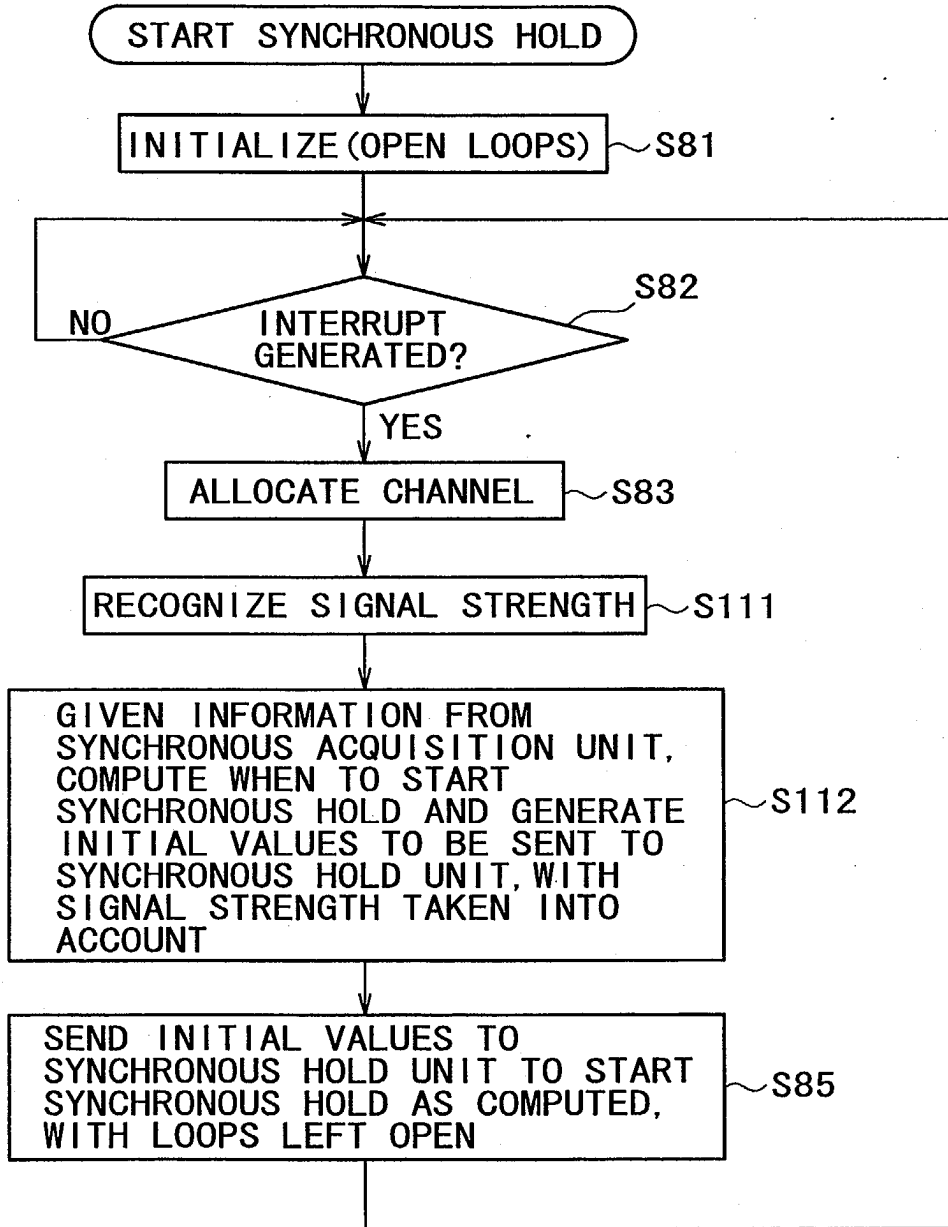 START SYNCHRONOUS HOLD
INITIALIZE(OPEN LOOPS)
S81
S82
NO
INTERRUPT
GENERATED?
YES
ALLOCATE CHANNEL
S83
RECOGNIZE SIGNAL STRENGTH
S111
GIVEN INFORMATION FROM
SYNCHRONOUS ACQUISITION UNIT,
COMPUTE WHEN TO START
SYNCHRONOUS HOLD AND GENERATE
INITIAL VALUES TO BE SENT TO
SYNCHRONOUS HOLD UNIT, WITH
SIGNAL STRENGTH TAKEN INTO
ACCOUNT
S112
SEND INITIAL VALUES TO
SYNCHRONOUS HOLD UNIT TO START
SYNCHRONOUS HOLD AS COMPUTED,
WITH LOOPS LEFT OPEN
S85